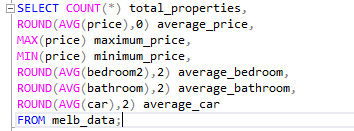 SELECT COUNT(*) total_properties,
ROUND(AVG(price),0) average_price,
MAX(price) maximum_price,
MIN(price) minimum_price,
ROUND(AVG(bedroom2),2) average_bedroom,
ROUND(AVG(bathroom),2) average_bathroom,
ROUND(AVG(car),2) average_car
FROM melb_data;